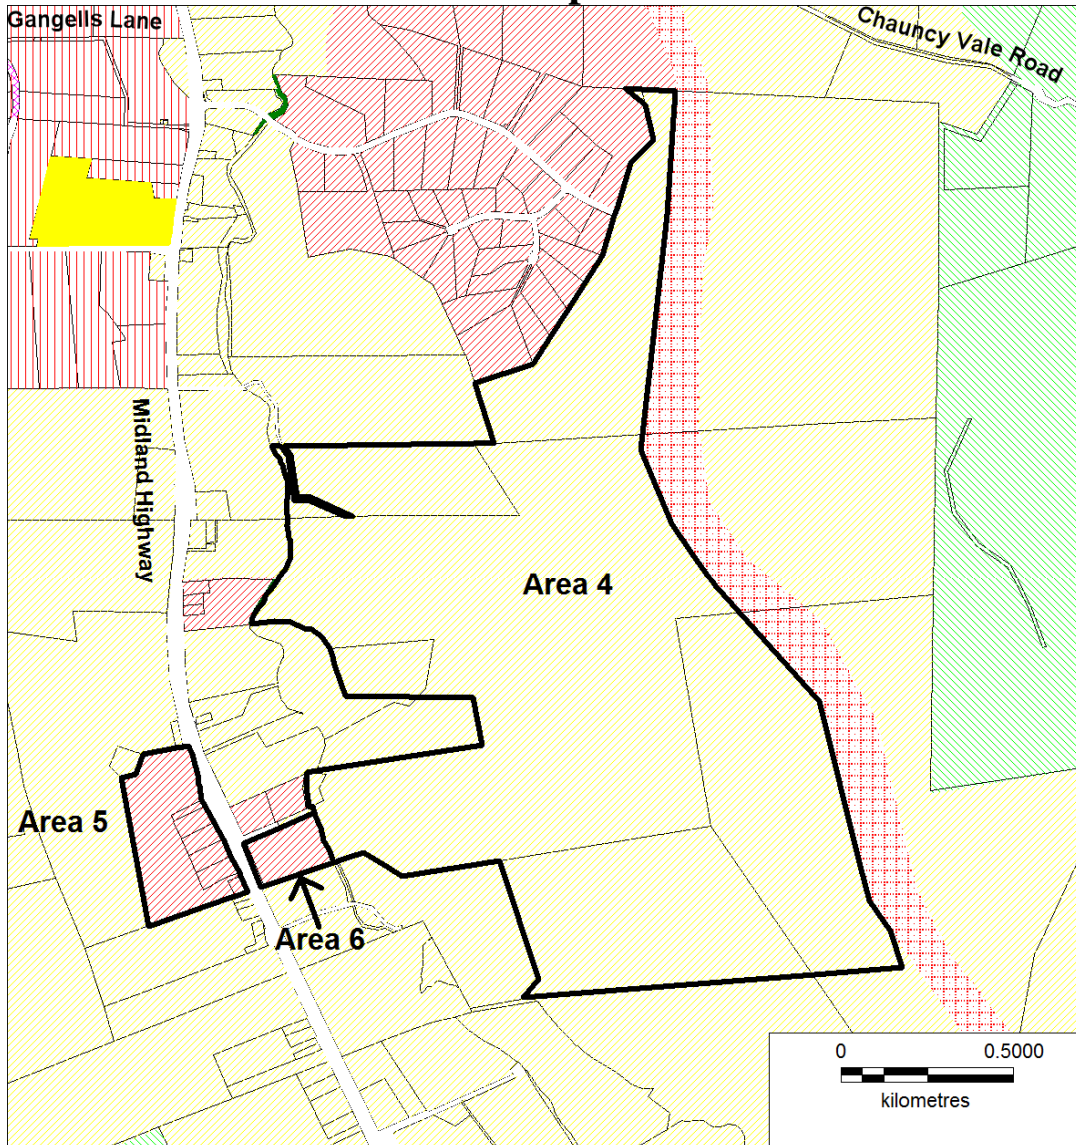 Gangells Lane
Chauncy Vale Road
Midland Highway
Area 4
Area 5
Area 6
0 0.5000
kilometres